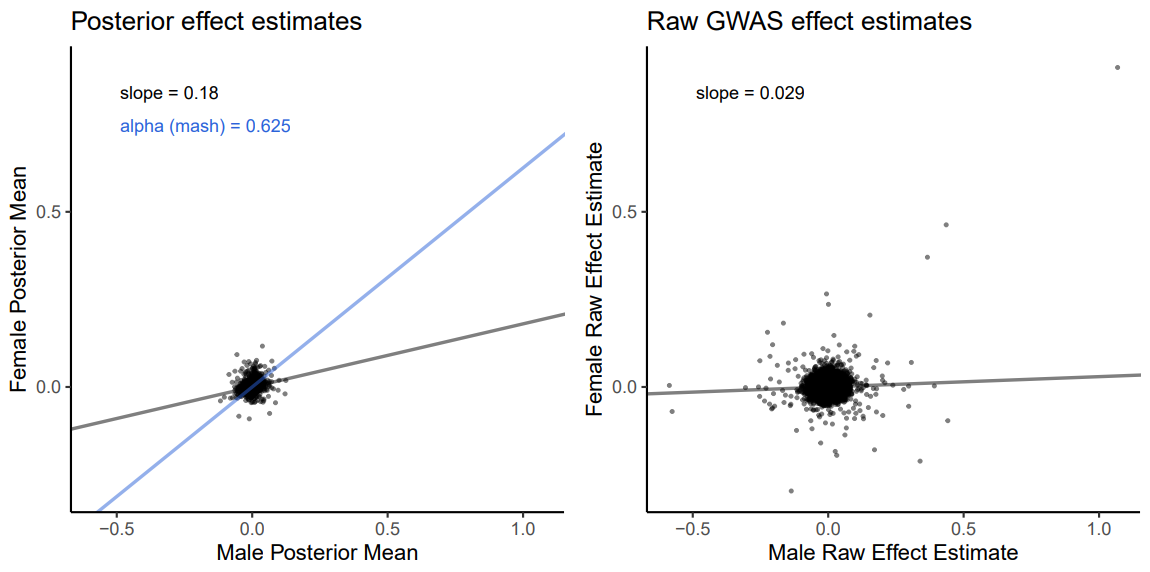 Posterior effect estimates
slope = 0.18
alpha (mash) = 0.625
Female Posterior Mean
0.5
0.0
−0.5
0.0
0.5
1.0
Male Posterior Mean
Raw GWAS effect estimates
slope = 0.029
Female Raw Effect Estimate
0.5
0.0
−0.5
0.0
0.5
1.0
Male Raw Effect Estimate